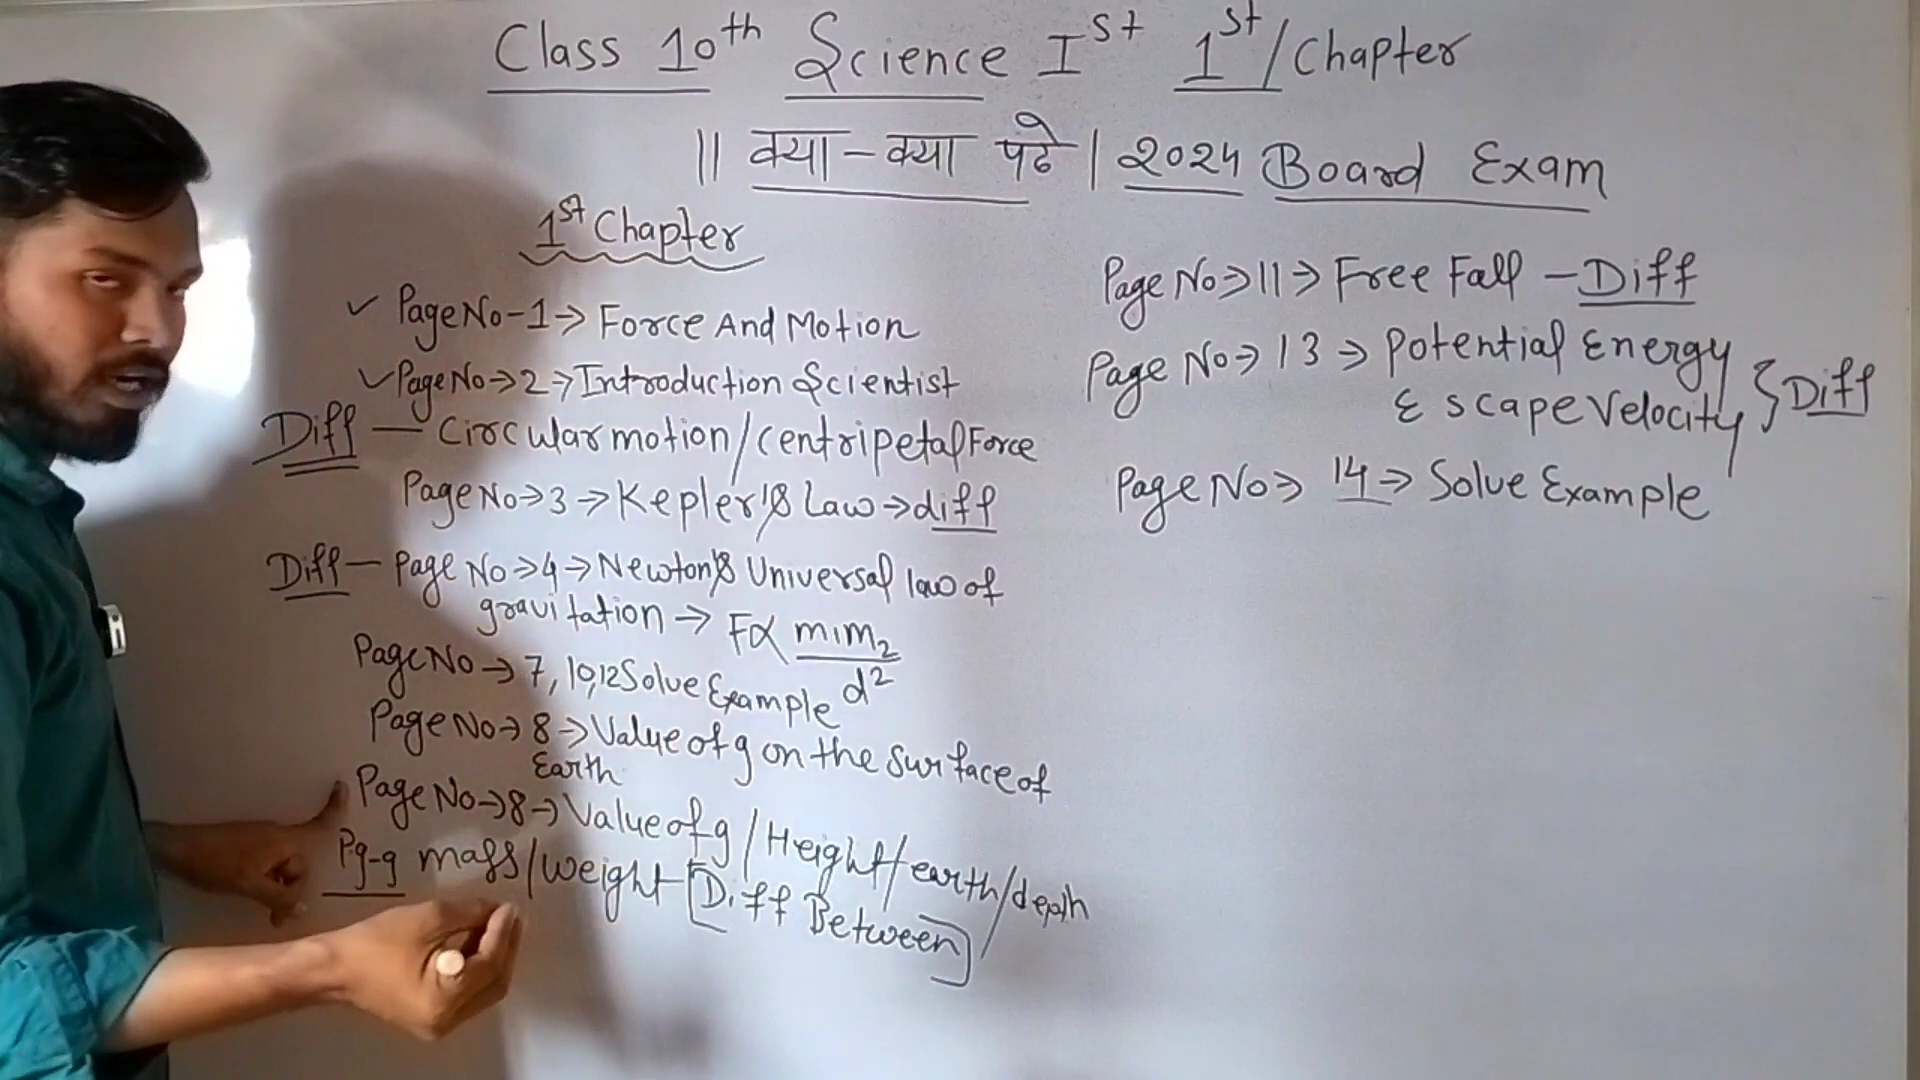 Class 10th Science Ist 1st/Chapter
|| क्या-क्या पढे | 2024 Board Exam
1st Chapter
✓ Page No-1→ Force And Motion
✓ Page No→2→Introduction Scientist
Diff — Circular motion/centripetal Force
Page No→3→Kepler's Law→diff
Diff — Page No→4→Newton's Universal law of
gravitation → F∝ m1m2/d²
Page No→ 7, 10,12 Solve Example
Page No→ 8→Value of g on the surface of
Earth
Page No→8→Value of g/Height/earth/depth
Pg-9 mass/weight [Diff Between]
Page No→11→ Free Fall - Diff
Page No→ 13→ Potential Energy
Escape Velocity } Diff
Page No→ 14→ Solve Example